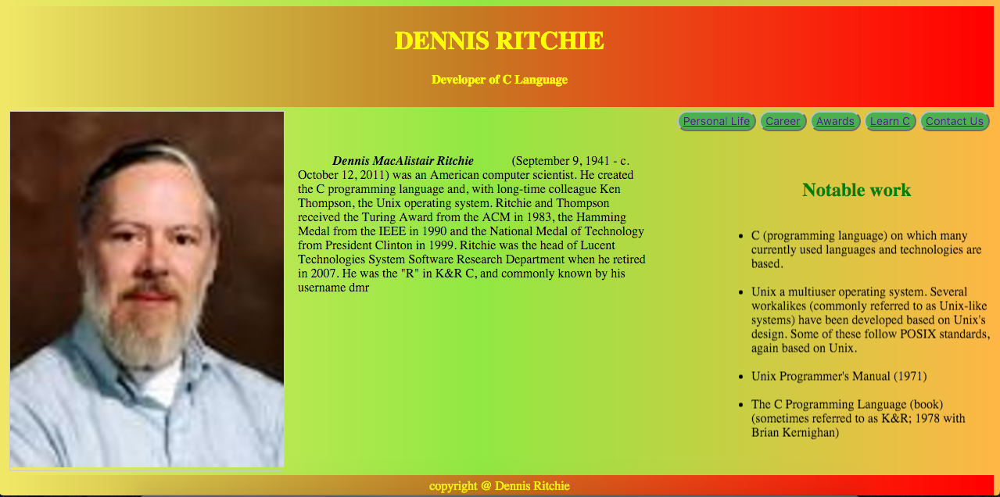 DENNIS RITCHIE
Developer of C Language
Personal Life Career Awards Learn C Contact Us
Dennis MacAlistair Ritchie (September 9, 1941 - c.
October 12, 2011) was an American computer scientist. He created
the C programming language and, with long-time colleague Ken
Thompson, the Unix operating system. Ritchie and Thompson
received the Turing Award from the ACM in 1983, the Hamming
Medal from the IEEE in 1990 and the National Medal of Technology
from President Clinton in 1999. Ritchie was the head of Lucent
Technologies System Software Research Department when he retired
in 2007. He was the "R" in K&R C, and commonly known by his
username dmr
Notable work
• C (programming language) on which many
currently used languages and technologies are
based.
• Unix a multiuser operating system. Several
workalikes (commonly referred to as Unix-like
systems) have been developed based on Unix's
design. Some of these follow POSIX standards,
again based on Unix.
• Unix Programmer's Manual (1971)
• The C Programming Language (book)
(sometimes referred to as K&R; 1978 with
Brian Kernighan)
copyright @ Dennis Ritchie